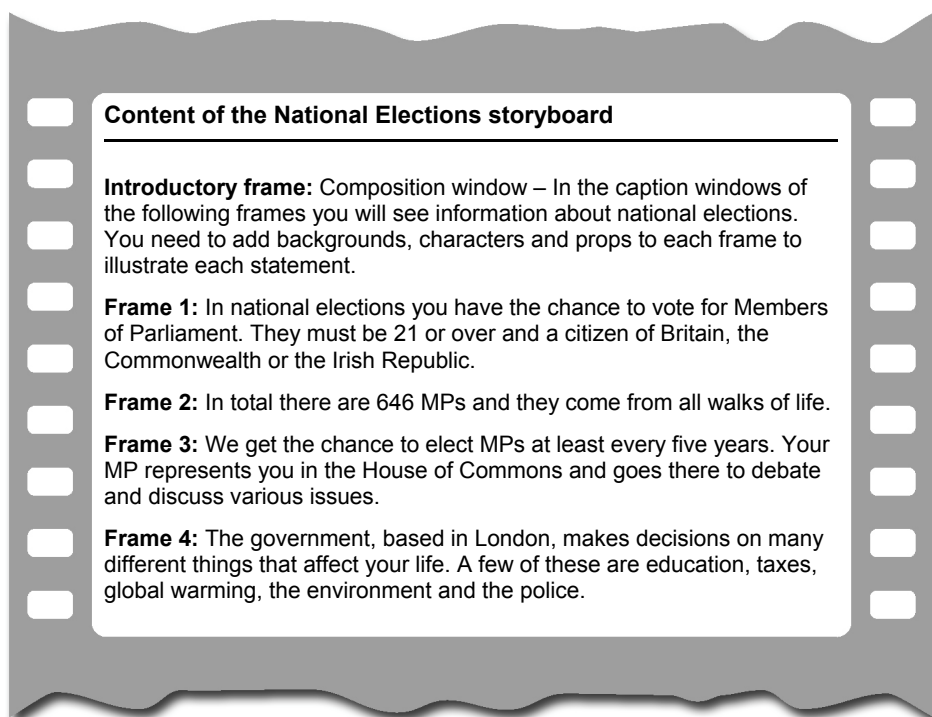 Content of the National Elections storyboard
Introductory frame: Composition window – In the caption windows of
the following frames you will see information about national elections.
You need to add backgrounds, characters and props to each frame to
illustrate each statement.
Frame 1: In national elections you have the chance to vote for Members
of Parliament. They must be 21 or over and a citizen of Britain, the
Commonwealth or the Irish Republic.
Frame 2: In total there are 646 MPs and they come from all walks of life.
Frame 3: We get the chance to elect MPs at least every five years. Your
MP represents you in the House of Commons and goes there to debate
and discuss various issues.
Frame 4: The government, based in London, makes decisions on many
different things that affect your life. A few of these are education, taxes,
global warming, the environment and the police.